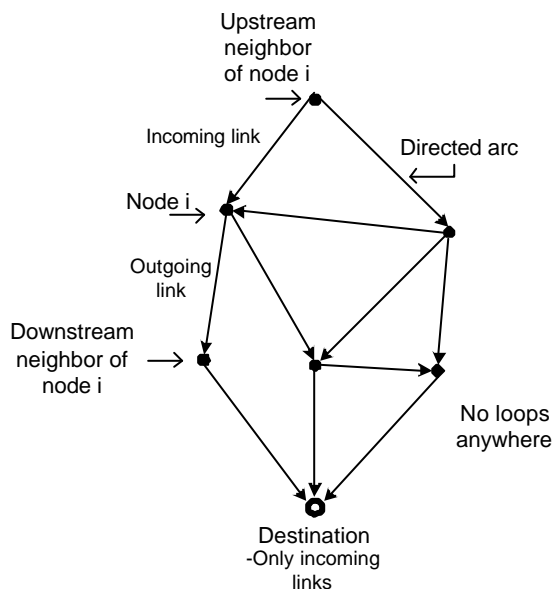 Upstream
neighbor
of node i
Incoming link
Directed arc
Node i
Outgoing
link
Downstream
neighbor of
node i
No loops
anywhere
Destination
-Only incoming
links